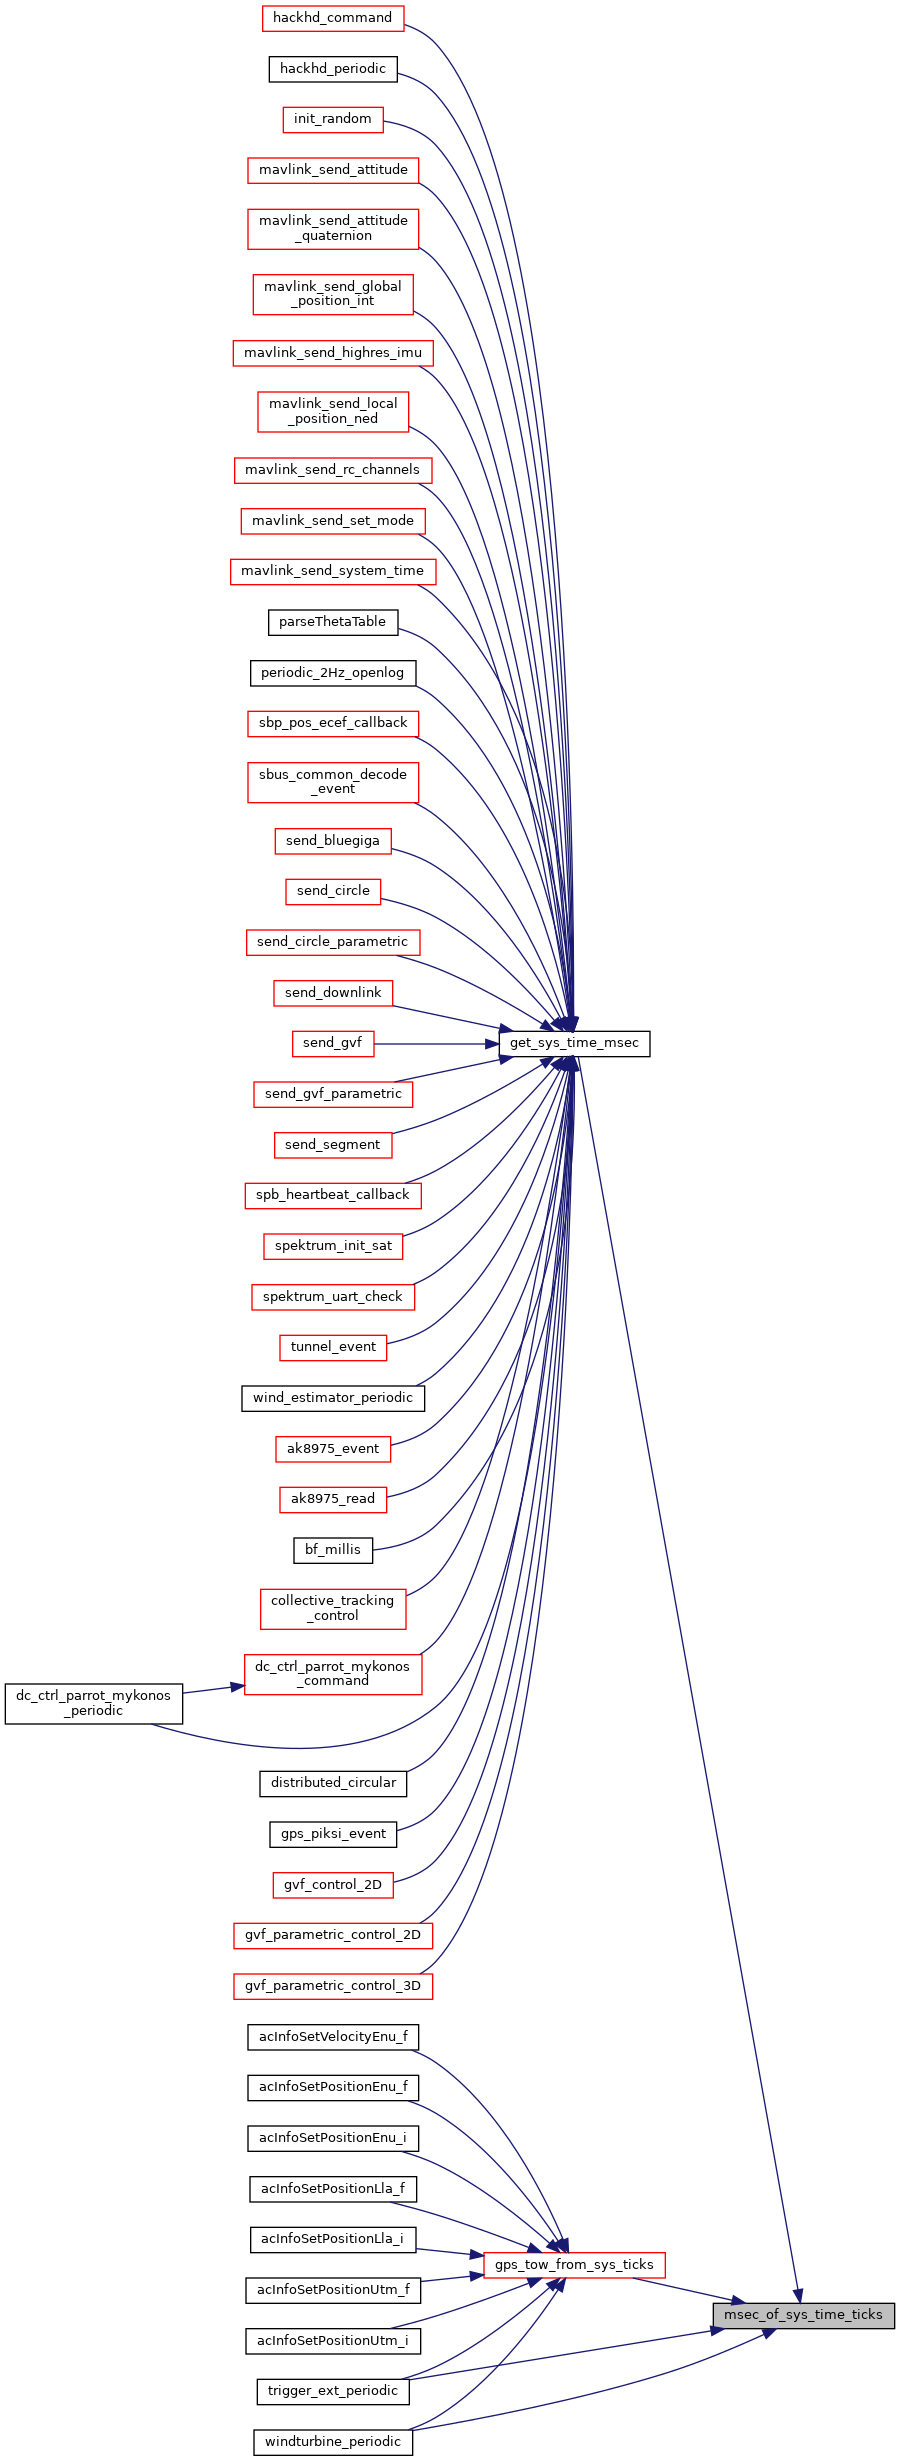 hackhd_command
hackhd_periodic
init_random
mavlink_send_attitude
mavlink_send_attitude
_quaternion
mavlink_send_global
_position_int
mavlink_send_highres_imu
mavlink_send_local
_position_ned
mavlink_send_rc_channels
mavlink_send_set_mode
mavlink_send_system_time
parseThetaTable
periodic_2Hz_openlog
sbp_pos_ecef_callback
sbus_common_decode
_event
send_bluegiga
send_circle
send_circle_parametric
send_downlink
send_gvf
get_sys_time_msec
send_gvf_parametric
send_segment
spb_heartbeat_callback
spektrum_init_sat
spektrum_uart_check
tunnel_event
wind_estimator_periodic
ak8975_event
ak8975_read
bf_millis
collective_tracking
_control
dc_ctrl_parrot_mykonos
_command
dc_ctrl_parrot_mykonos
_periodic
distributed_circular
gps_piksi_event
gvf_control_2D
gvf_parametric_control_2D
gvf_parametric_control_3D
acInfoSetVelocityEnu_f
acInfoSetPositionEnu_f
acInfoSetPositionEnu_i
acInfoSetPositionLla_f
acInfoSetPositionLla_i
gps_tow_from_sys_ticks
acInfoSetPositionUtm_f
msec_of_sys_time_ticks
acInfoSetPositionUtm_i
trigger_ext_periodic
windturbine_periodic